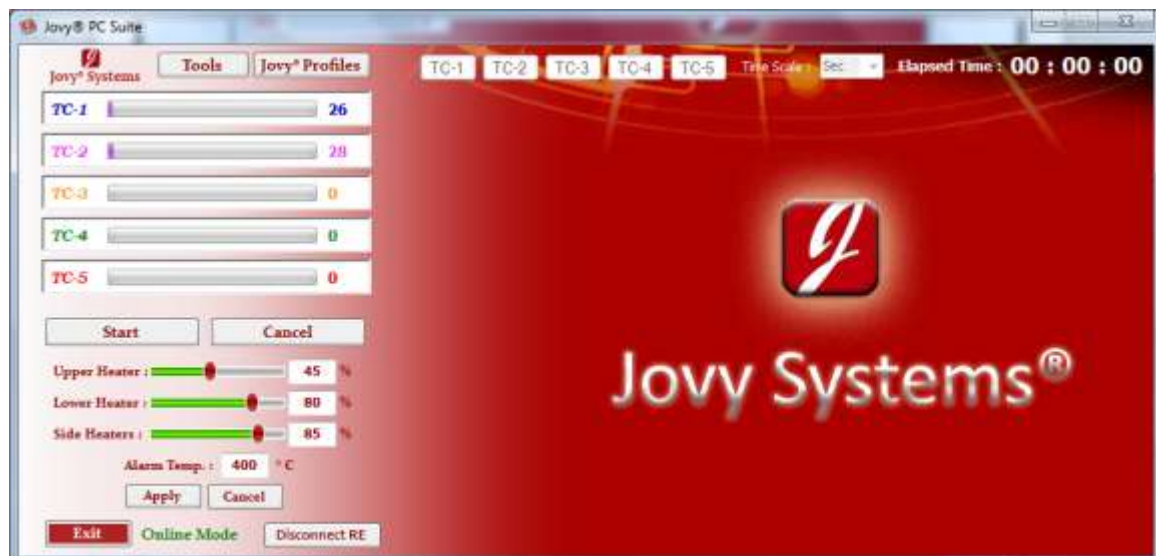 Jovy® PC Suite
Jovy® Systems
Tools
Jovy® Profiles
TC-1 TC-2 TC-3 TC-4 TC-5
Time Scale : Sec
Elapsed Time : 00 : 00 : 00
TC-1 26
TC-2 28
TC-3 0
TC-4 0
TC-5 0
Start Cancel
Upper Heater : 45 %
Lower Heater : 80 %
Side Heaters : 85 %
Alarm Temp. : 400 ° C
Apply Cancel
Exit Online Mode Disconnect RE
Jovy Systems®